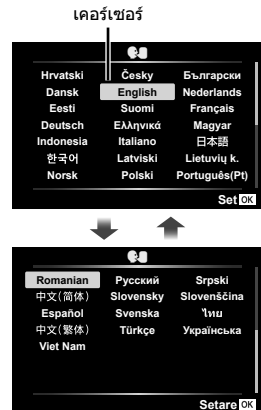 เคอร์เซอร์
Hrvatski Česky Български
Dansk English Nederlands
Eesti Suomi Français
Deutsch Ελληνικά Magyar
Indonesia Italiano 日本語
한국어 Latviski Lietuvių k.
Norsk Polski Português(Pt)
Set OK
Romanian Русский Srpski
中文(简体) Slovensky Slovenščina
Español Svenska ไทย
中文(繁体) Türkçe Українська
Viet Nam
Setare OK